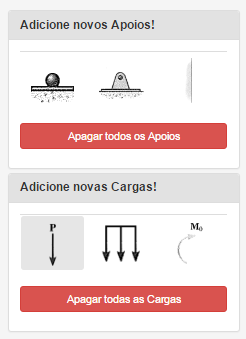 Adicione novos Apoios!
Apagar todos os Apoios
Adicione novas Cargas!
P
M₀
Apagar todas as Cargas